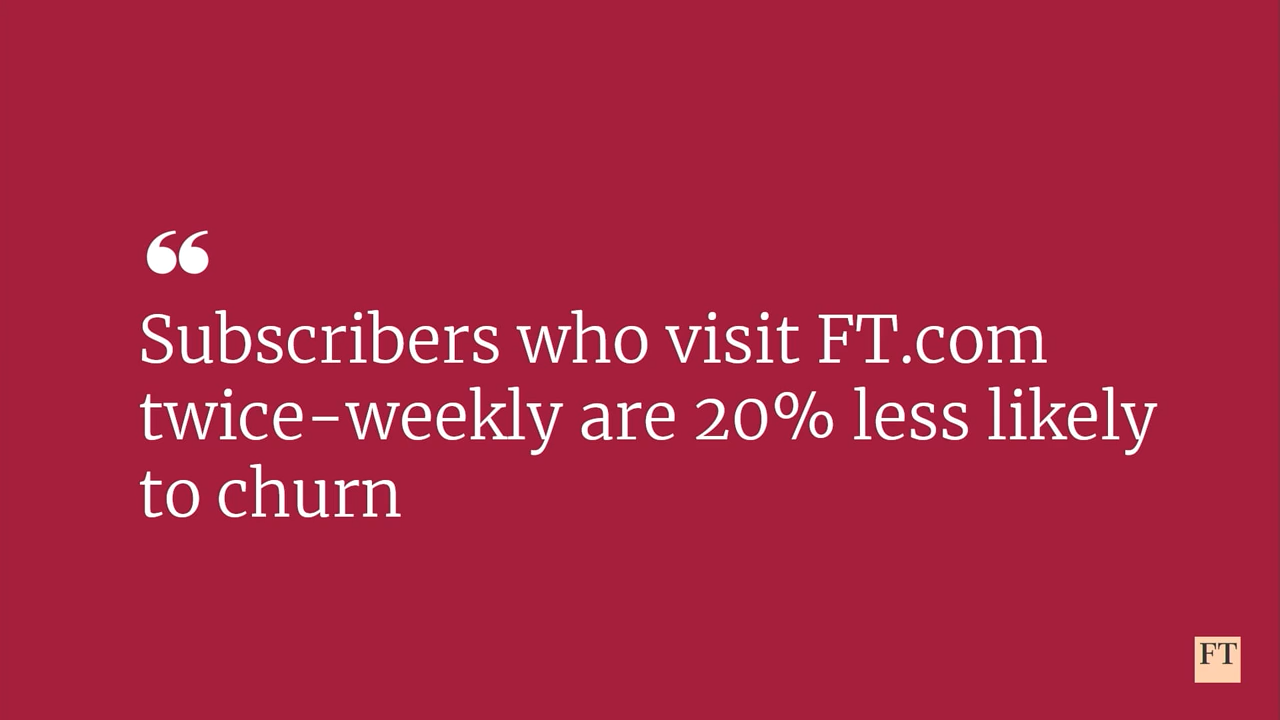 “
Subscribers who visit FT.com
twice-weekly are 20% less likely
to churn
FT